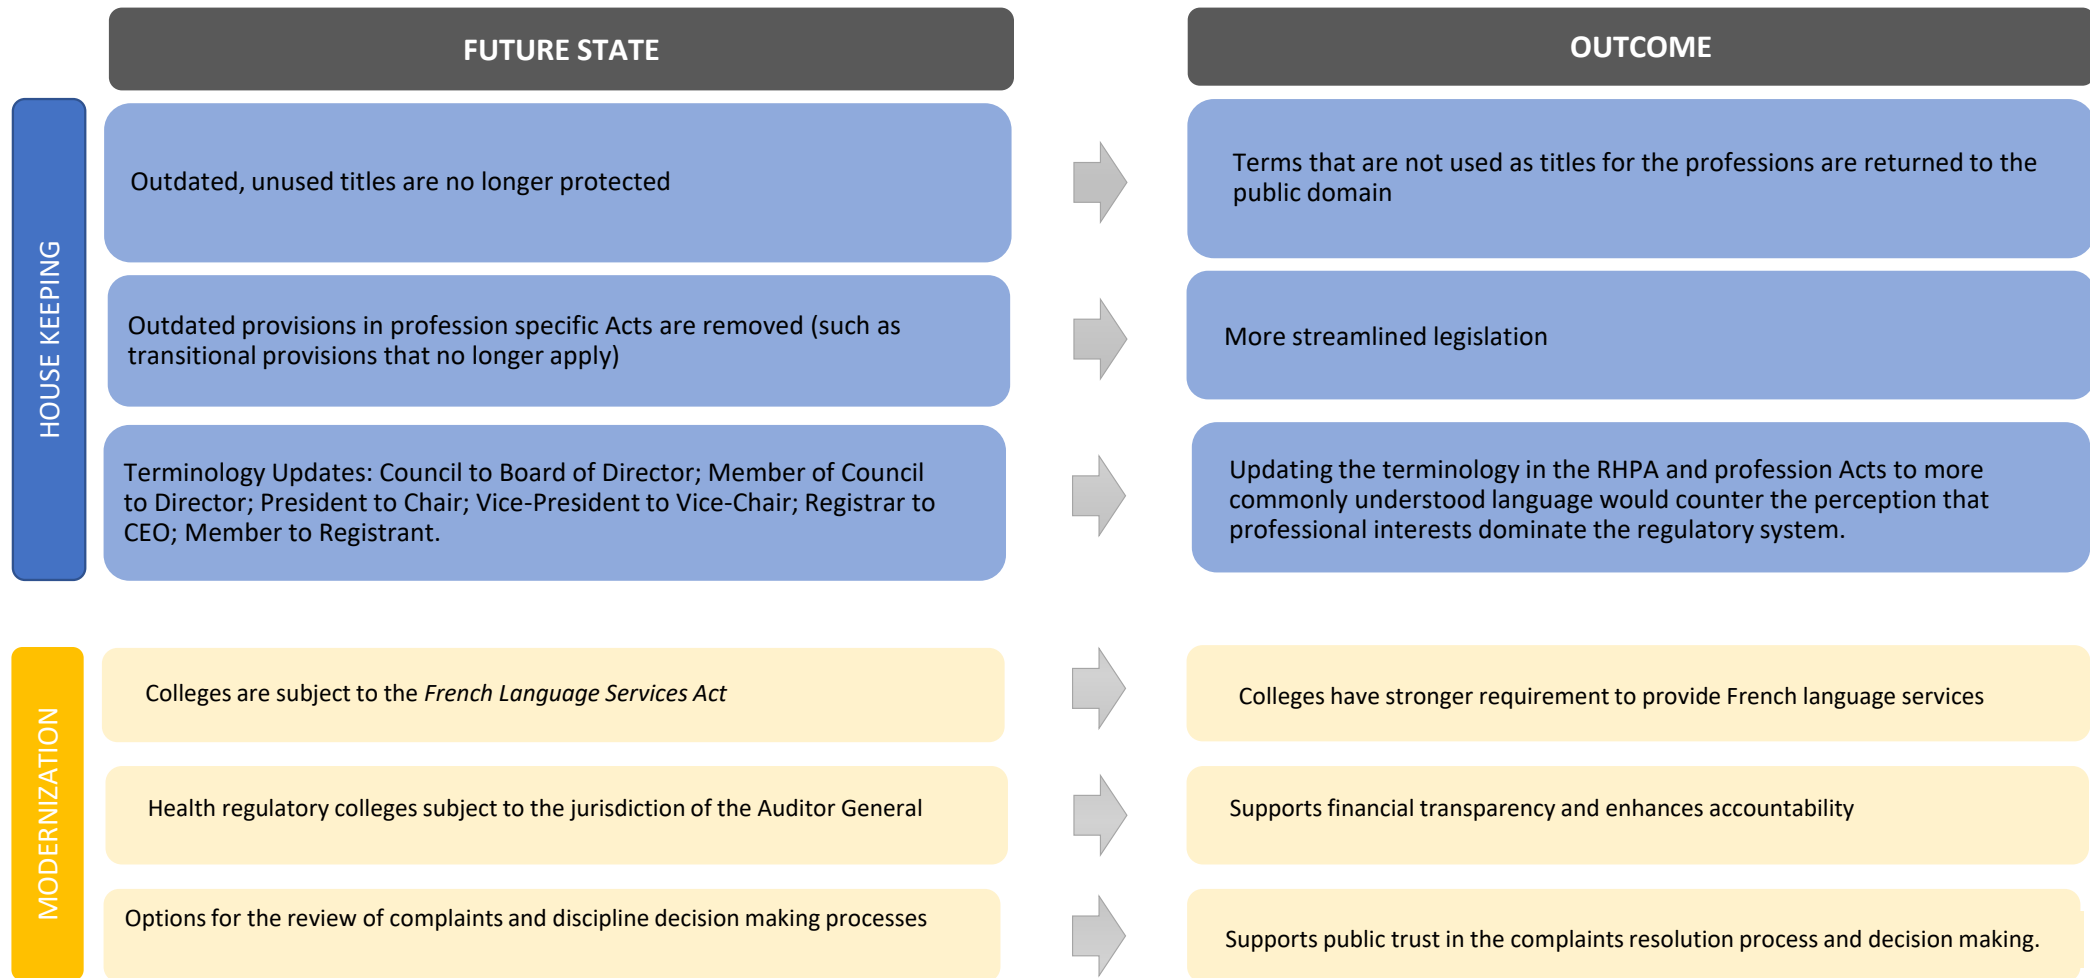 FUTURE STATE
OUTCOME
HOUSE KEEPING
Outdated, unused titles are no longer protected
Terms that are not used as titles for the professions are returned to the
public domain
Outdated provisions in profession specific Acts are removed (such as
transitional provisions that no longer apply)
More streamlined legislation
Terminology Updates: Council to Board of Director; Member of Council
to Director; President to Chair; Vice-President to Vice-Chair; Registrar to
CEO; Member to Registrant.
Updating the terminology in the RHPA and profession Acts to more
commonly understood language would counter the perception that
professional interests dominate the regulatory system.
MODERNIZATION
Colleges are subject to the French Language Services Act
Colleges have stronger requirement to provide French language services
Health regulatory colleges subject to the jurisdiction of the Auditor General
Supports financial transparency and enhances accountability
Options for the review of complaints and discipline decision making processes
Supports public trust in the complaints resolution process and decision making.